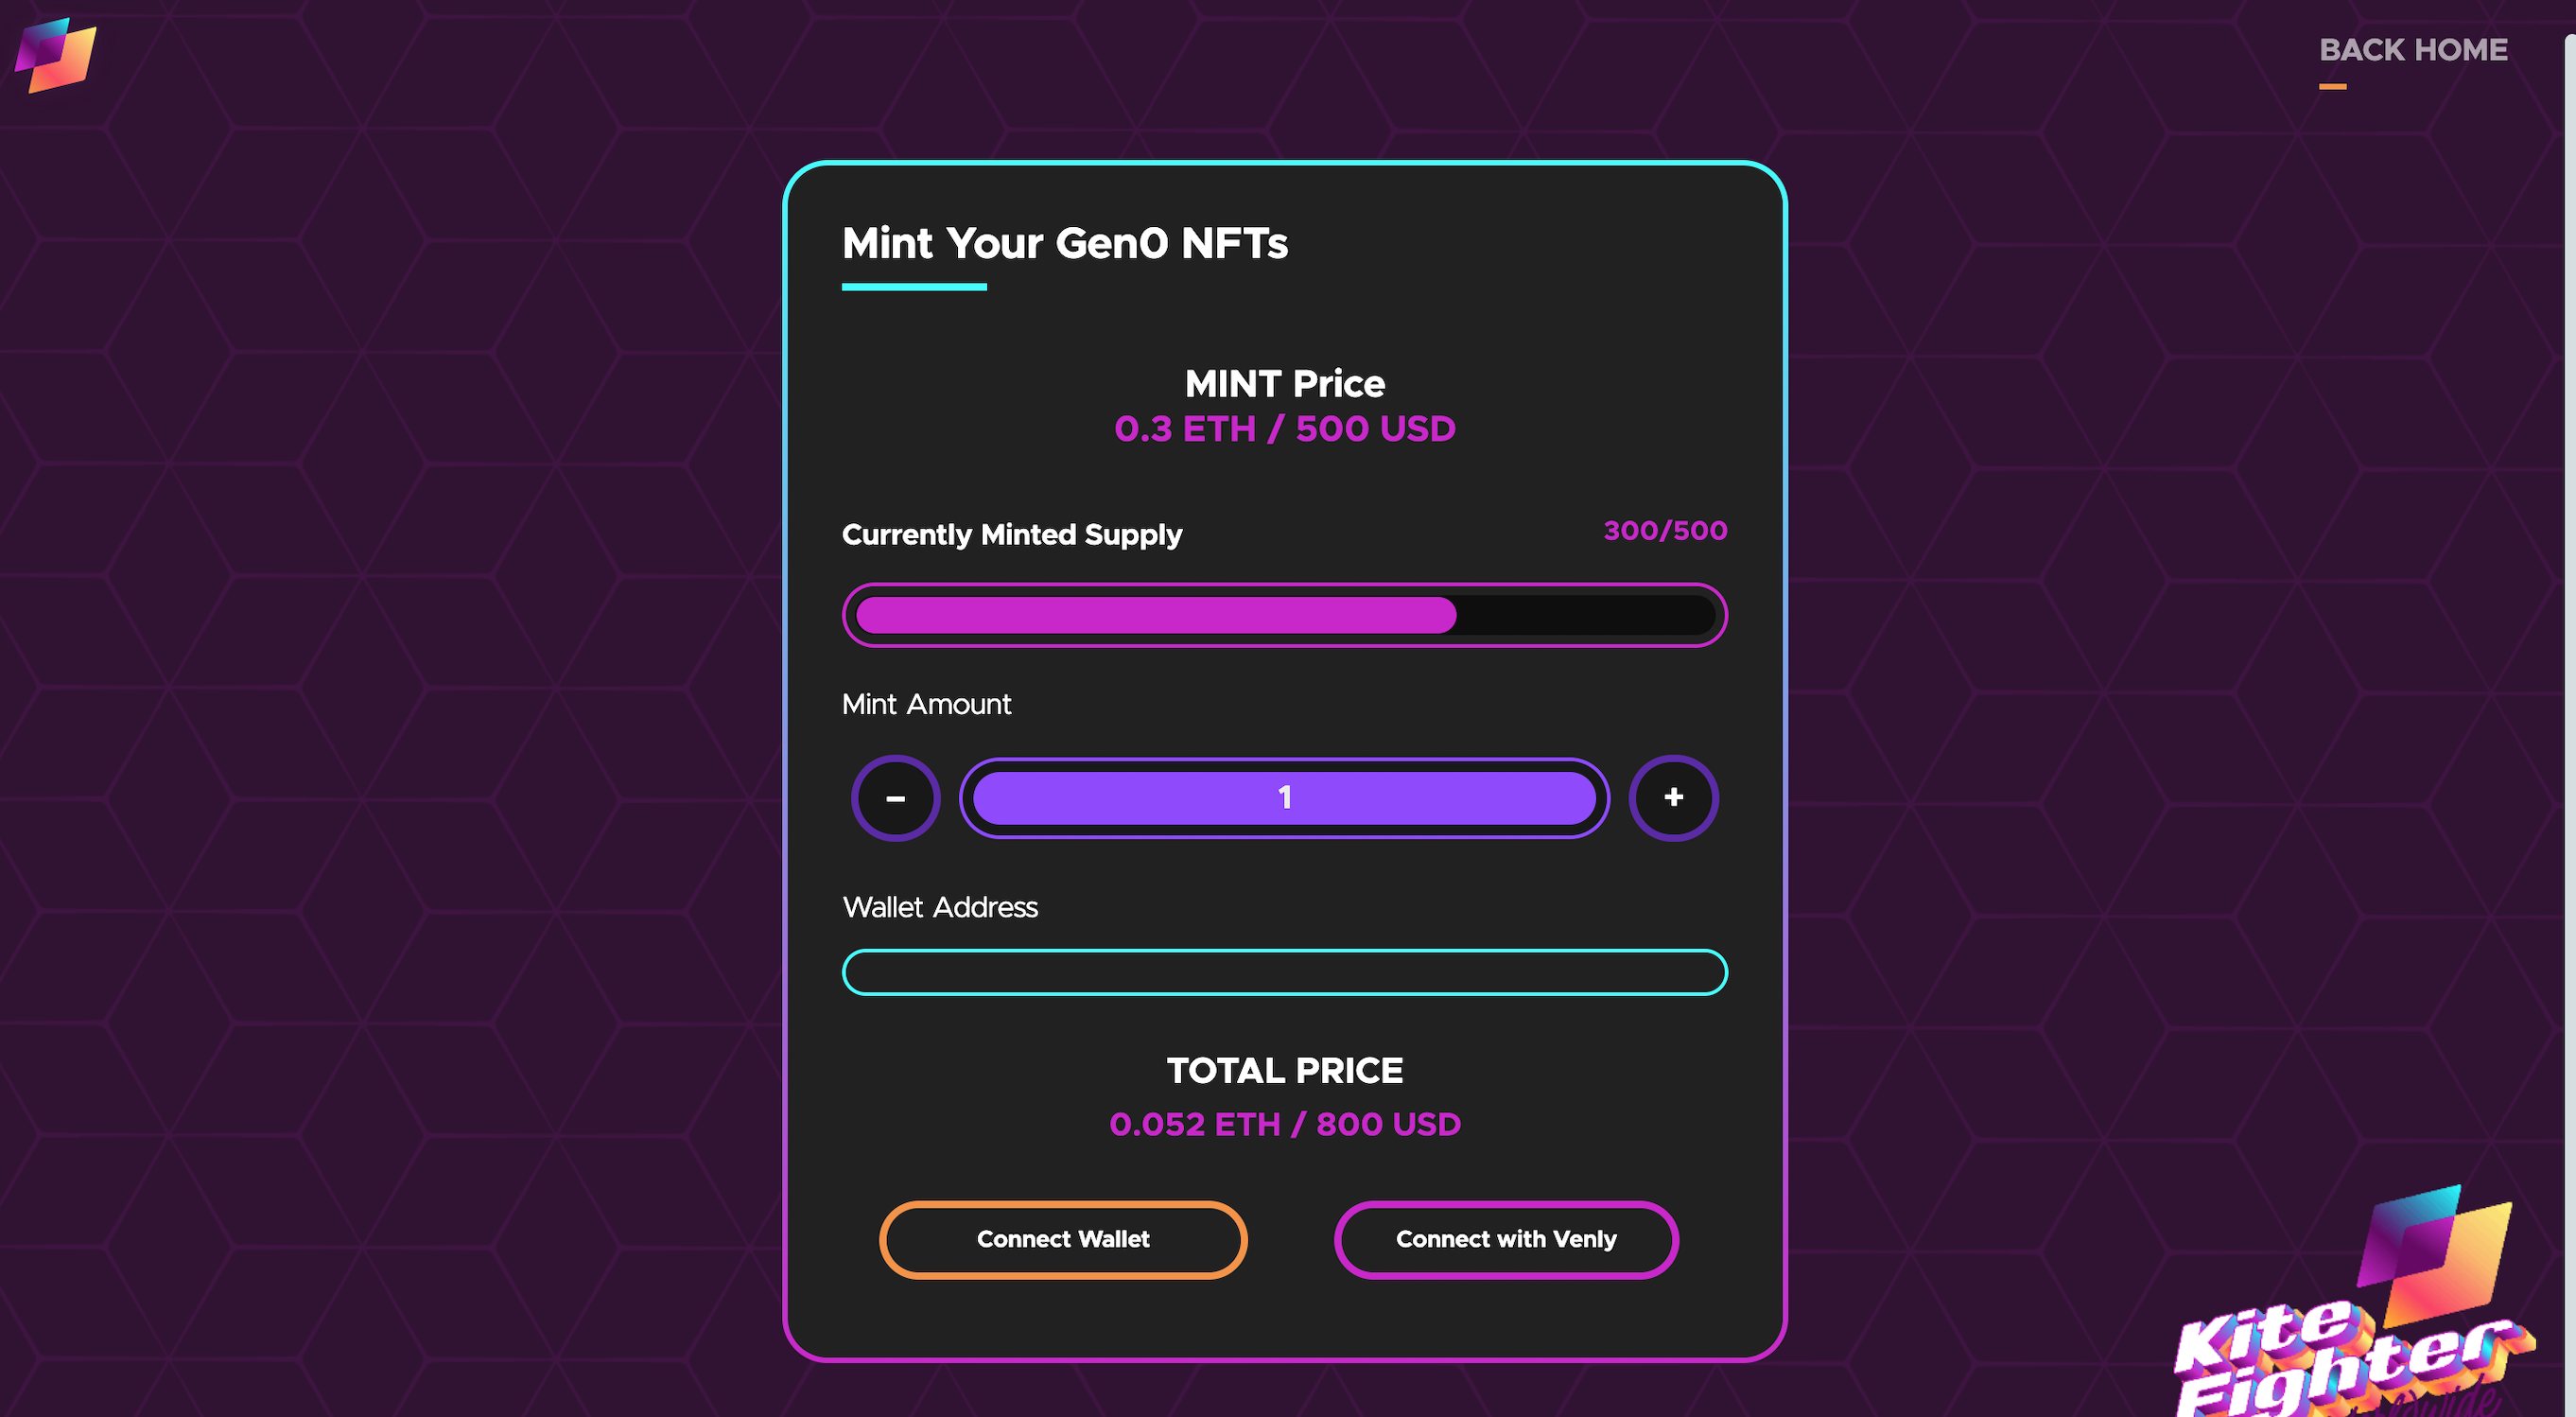 BACK HOME
Mint Your Gen0 NFTs
MINT Price
0.3 ETH / 500 USD
Currently Minted Supply
300/500
Mint Amount
–
1
+
Wallet Address
TOTAL PRICE
0.052 ETH / 800 USD
Connect Wallet
Connect with Venly
Kite
Fighter